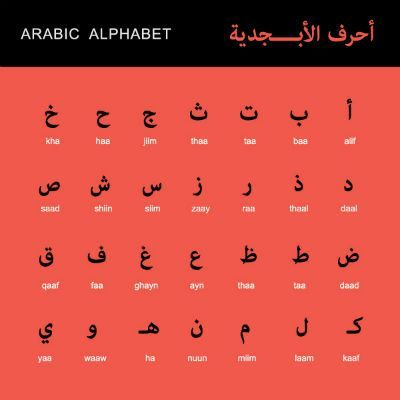 ARABIC ALPHABET
أحرف الأبـــجدية
أ ب ت ث ج ح خ
kha haa jiim thaa taa baa alif
د ذ ر ز س ش ص
saad shiin siim zaay raa thaal daal
ض ط ظ ع غ ف ق
qaaf faa ghayn ayn thaa taa daad
كـ ل م ن هـ و ي
yaa waaw ha nuun miim laam kaaf